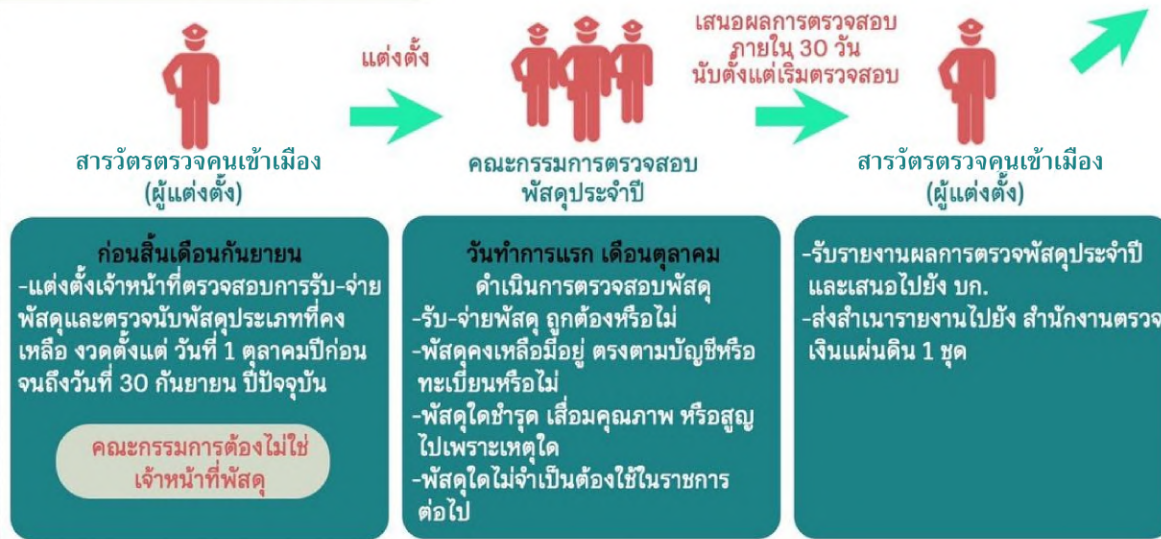 แต่งตั้ง
เสนอผลการตรวจสอบ
ภายใน 30 วัน
นับตั้งแต่เริ่มตรวจสอบ
สารวัตรตรวจคนเข้าเมือง
(ผู้แต่งตั้ง)
คณะกรรมการตรวจสอบ
พัสดุประจำปี
สารวัตรตรวจคนเข้าเมือง
(ผู้แต่งตั้ง)
ก่อนสิ้นเดือนกันยายน
-แต่งตั้งเจ้าหน้าที่ตรวจสอบการรับ-จ่าย
พัสดุและตรวจนับพัสดุประเภทที่คง
เหลือ งวดตั้งแต่ วันที่ 1 ตุลาคมปีก่อน
จนถึงวันที่ 30 กันยายน ปีปัจจุบัน
คณะกรรมการต้องไม่ใช่
เจ้าหน้าที่พัสดุ
วันทำการแรก เดือนตุลาคม
ดำเนินการตรวจสอบพัสดุ
-รับ-จ่ายพัสดุ ถูกต้องหรือไม่
-พัสดุคงเหลือมีอยู่ ตรงตามบัญชีหรือ
ทะเบียนหรือไม่
-พัสดุใดชำรุด เสื่อมคุณภาพ หรือสูญ
ไปเพราะเหตุใด
-พัสดุใดไม่จำเป็นต้องใช้ในราชการ
ต่อไป
-รับรายงานผลการตรวจพัสดุประจำปี
และเสนอไปยัง บก.
-ส่งสำเนารายงานไปยัง สำนักงานตรวจ
เงินแผ่นดิน 1 ชุด